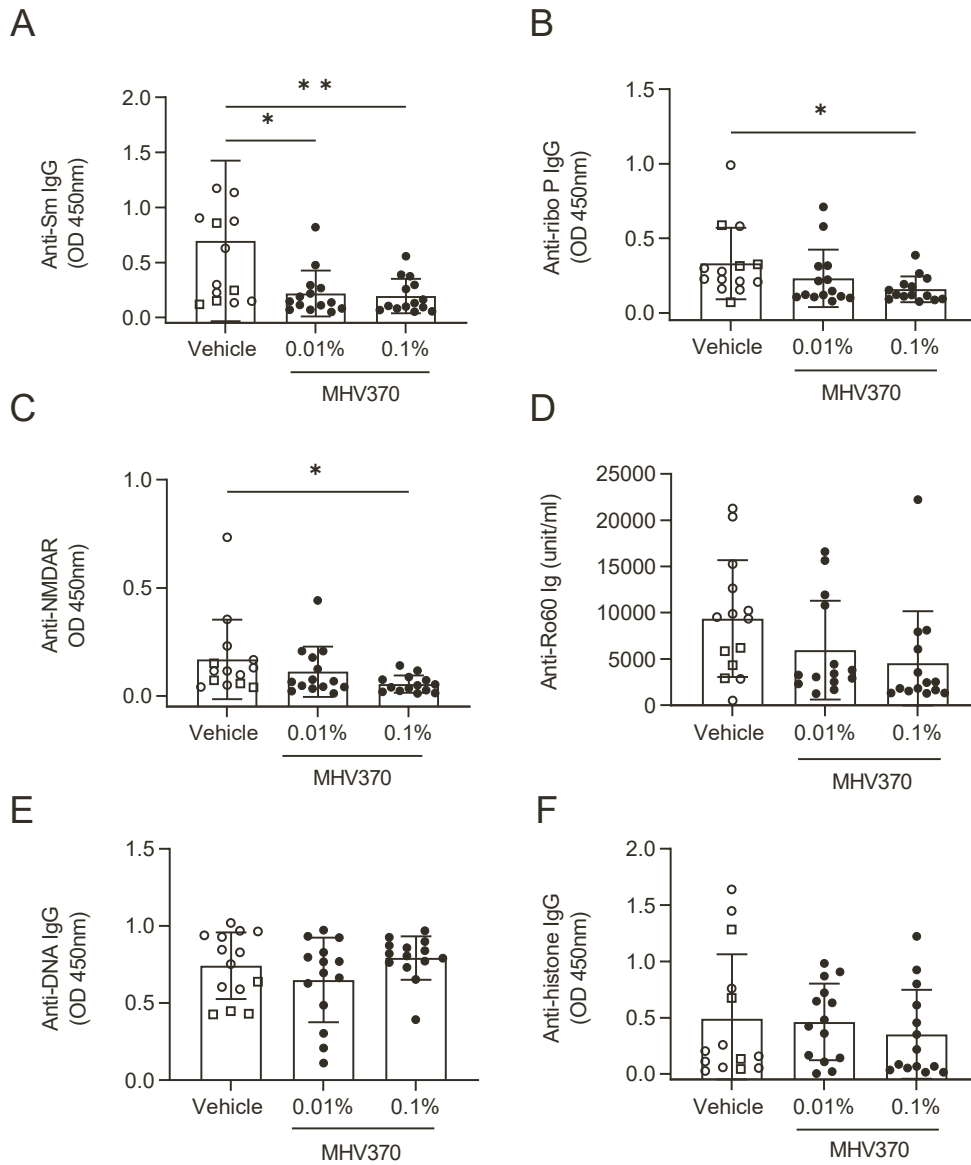 A
Anti-Sm IgG
(OD 450nm)
2.0
1.5
1.0
0.5
0.0
* *
*
Vehicle
0.01%
0.1%
MHV370
B
Anti-ribo P IgG
(OD 450nm)
1.5
1.0
0.5
0.0
*
Vehicle
0.01%
0.1%
MHV370
C
Anti-NMDAR
OD 450nm)
1.0
0.5
0.0
*
Vehicle
0.01%
0.1%
MHV370
D
Anti-Ro60 Ig (unit/ml)
25000
20000
15000
10000
5000
0
Vehicle
0.01%
0.1%
MHV370
E
Anti-DNA IgG
(OD 450nm)
1.5
1.0
0.5
0.0
Vehicle
0.01%
0.1%
MHV370
F
Anti-histone IgG
(OD 450nm)
2.0
1.5
1.0
0.5
0.0
Vehicle
0.01%
0.1%
MHV370